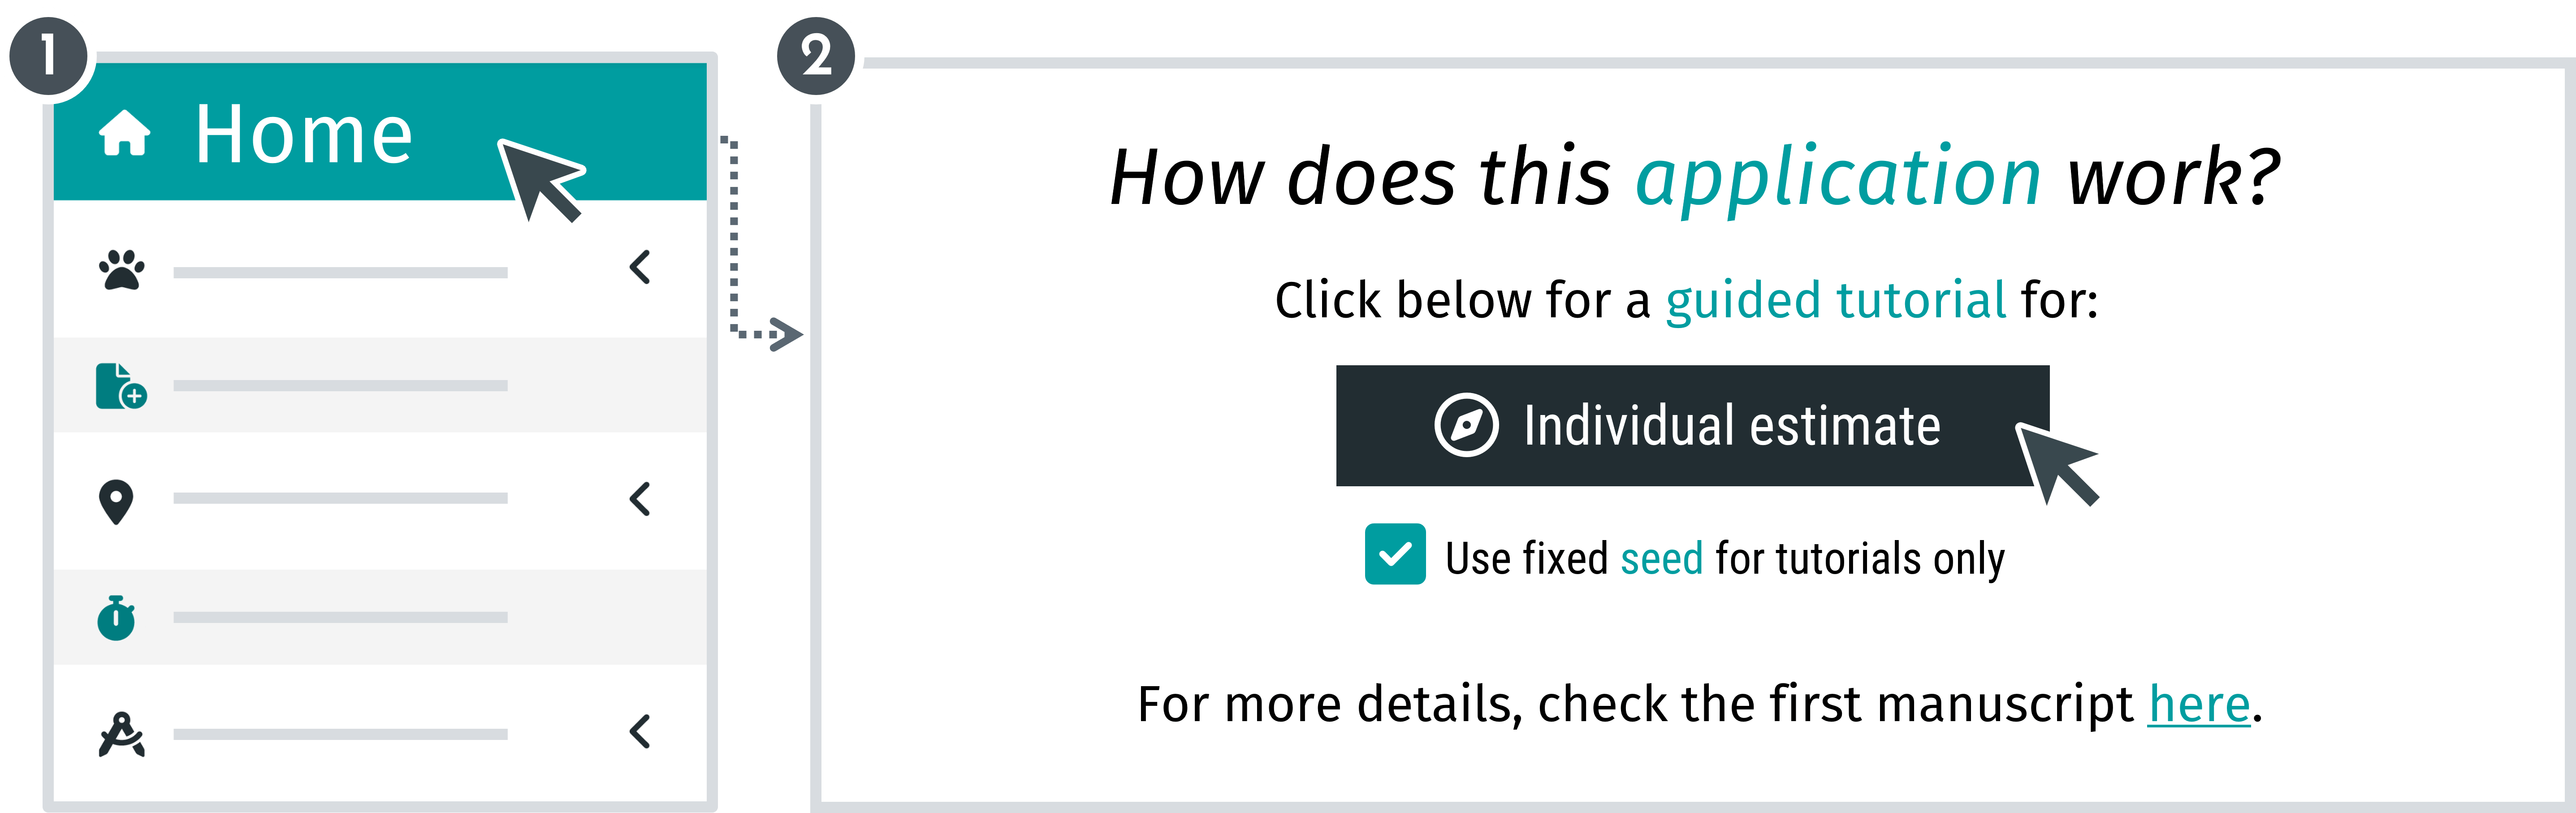 1
Home
2
How does this application work?
Click below for a guided tutorial for:
Individual estimate
Use fixed seed for tutorials only
For more details, check the first manuscript here.